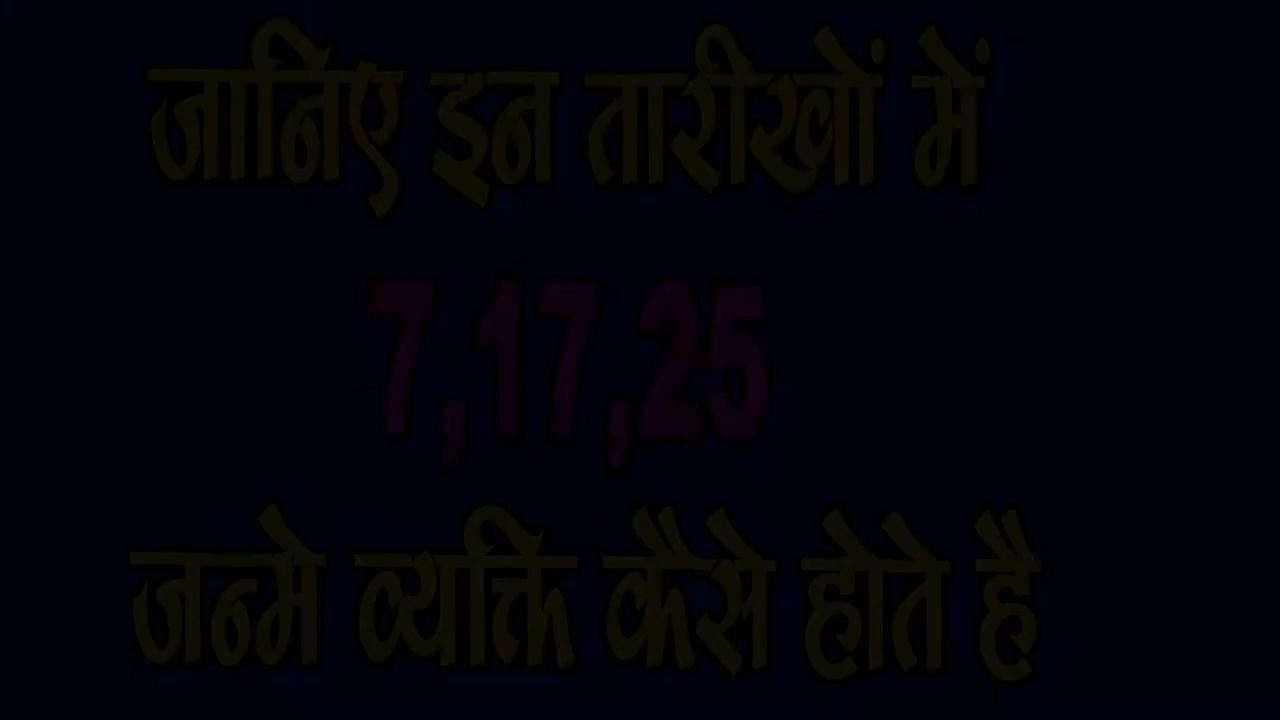 जानिए इन तारीखों में
7,17,25
जन्मे व्यक्ति कैसे होते है